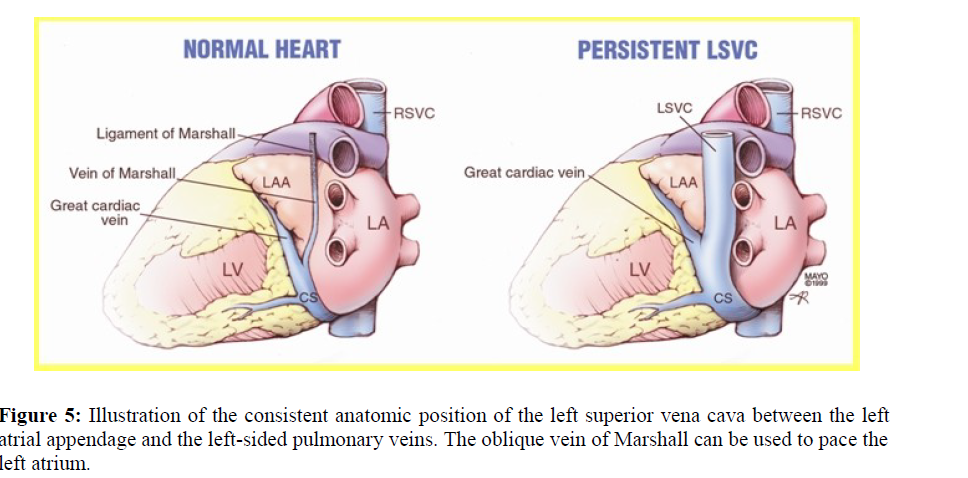 NORMAL HEART
RSVC
Ligament of Marshall
Vein of Marshall
LAA
Great cardiac
vein
LA
LV
CS
PERSISTENT LSVC
LSVC
RSVC
Great cardiac vein
LAA
LA
LV
CS
MAYO
©1999
Figure 5: Illustration of the consistent anatomic position of the left superior vena cava between the left
atrial appendage and the left-sided pulmonary veins. The oblique vein of Marshall can be used to pace the
left atrium.